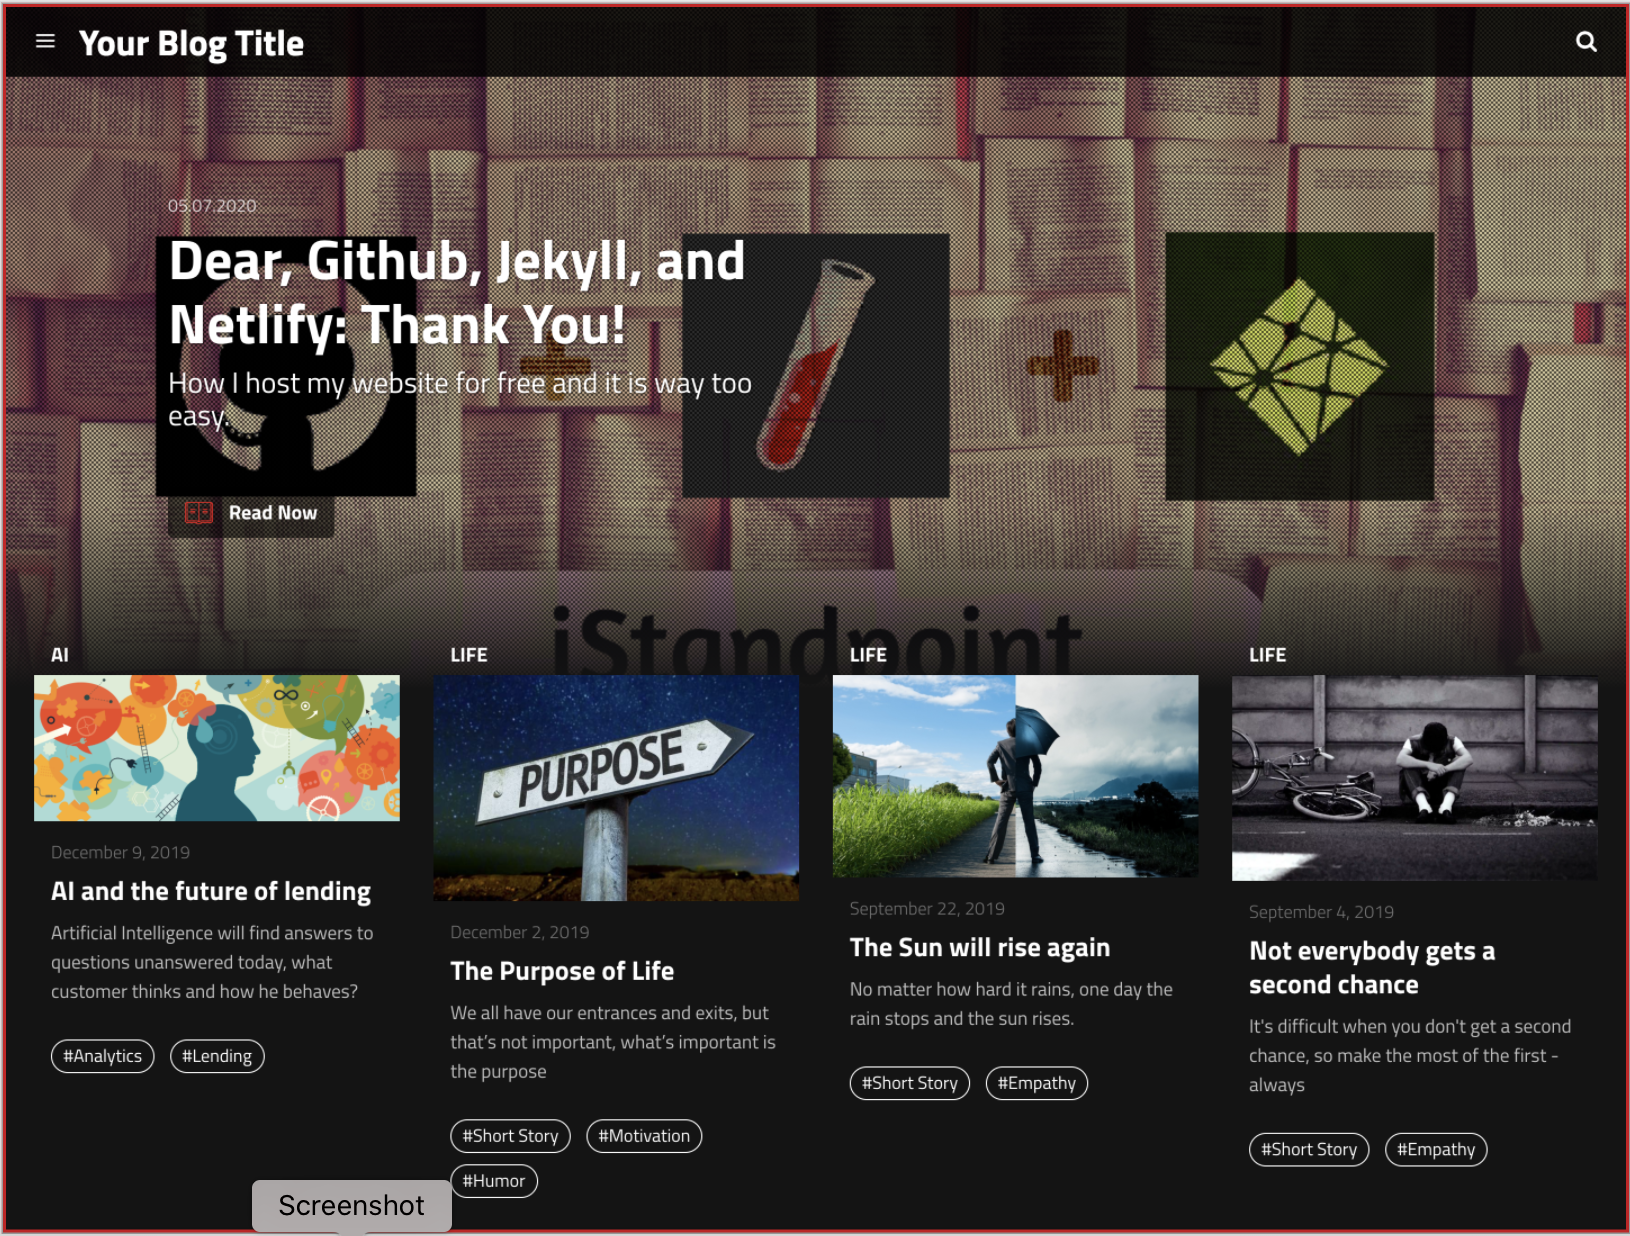 Your Blog Title
05.07.2020
Dear, Github, Jekyll, and
Netlify: Thank You!
How I host my website for free and it is way too
easy.
Read Now
iStandpoint
AI
December 9, 2019
AI and the future of lending
Artificial Intelligence will find answers to
questions unanswered today, what
customer thinks and how he behaves?
#Analytics #Lending
LIFE
PURPOSE
December 2, 2019
The Purpose of Life
We all have our entrances and exits, but
that’s not important, what’s important is
the purpose
#Short Story #Motivation
#Humor
LIFE
September 22, 2019
The Sun will rise again
No matter how hard it rains, one day the
rain stops and the sun rises.
#Short Story #Empathy
LIFE
September 4, 2019
Not everybody gets a
second chance
It's difficult when you don't get a second
chance, so make the most of the first -
always
#Short Story #Empathy
Screenshot